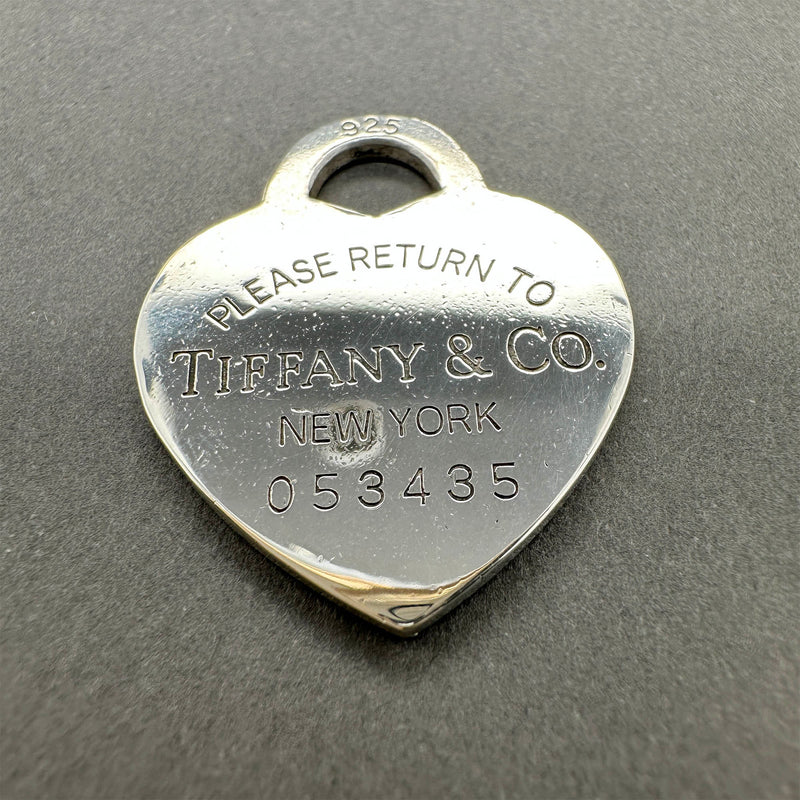 925
PLEASE RETURN TO
TIFFANY & CO.
NEW YORK
053435